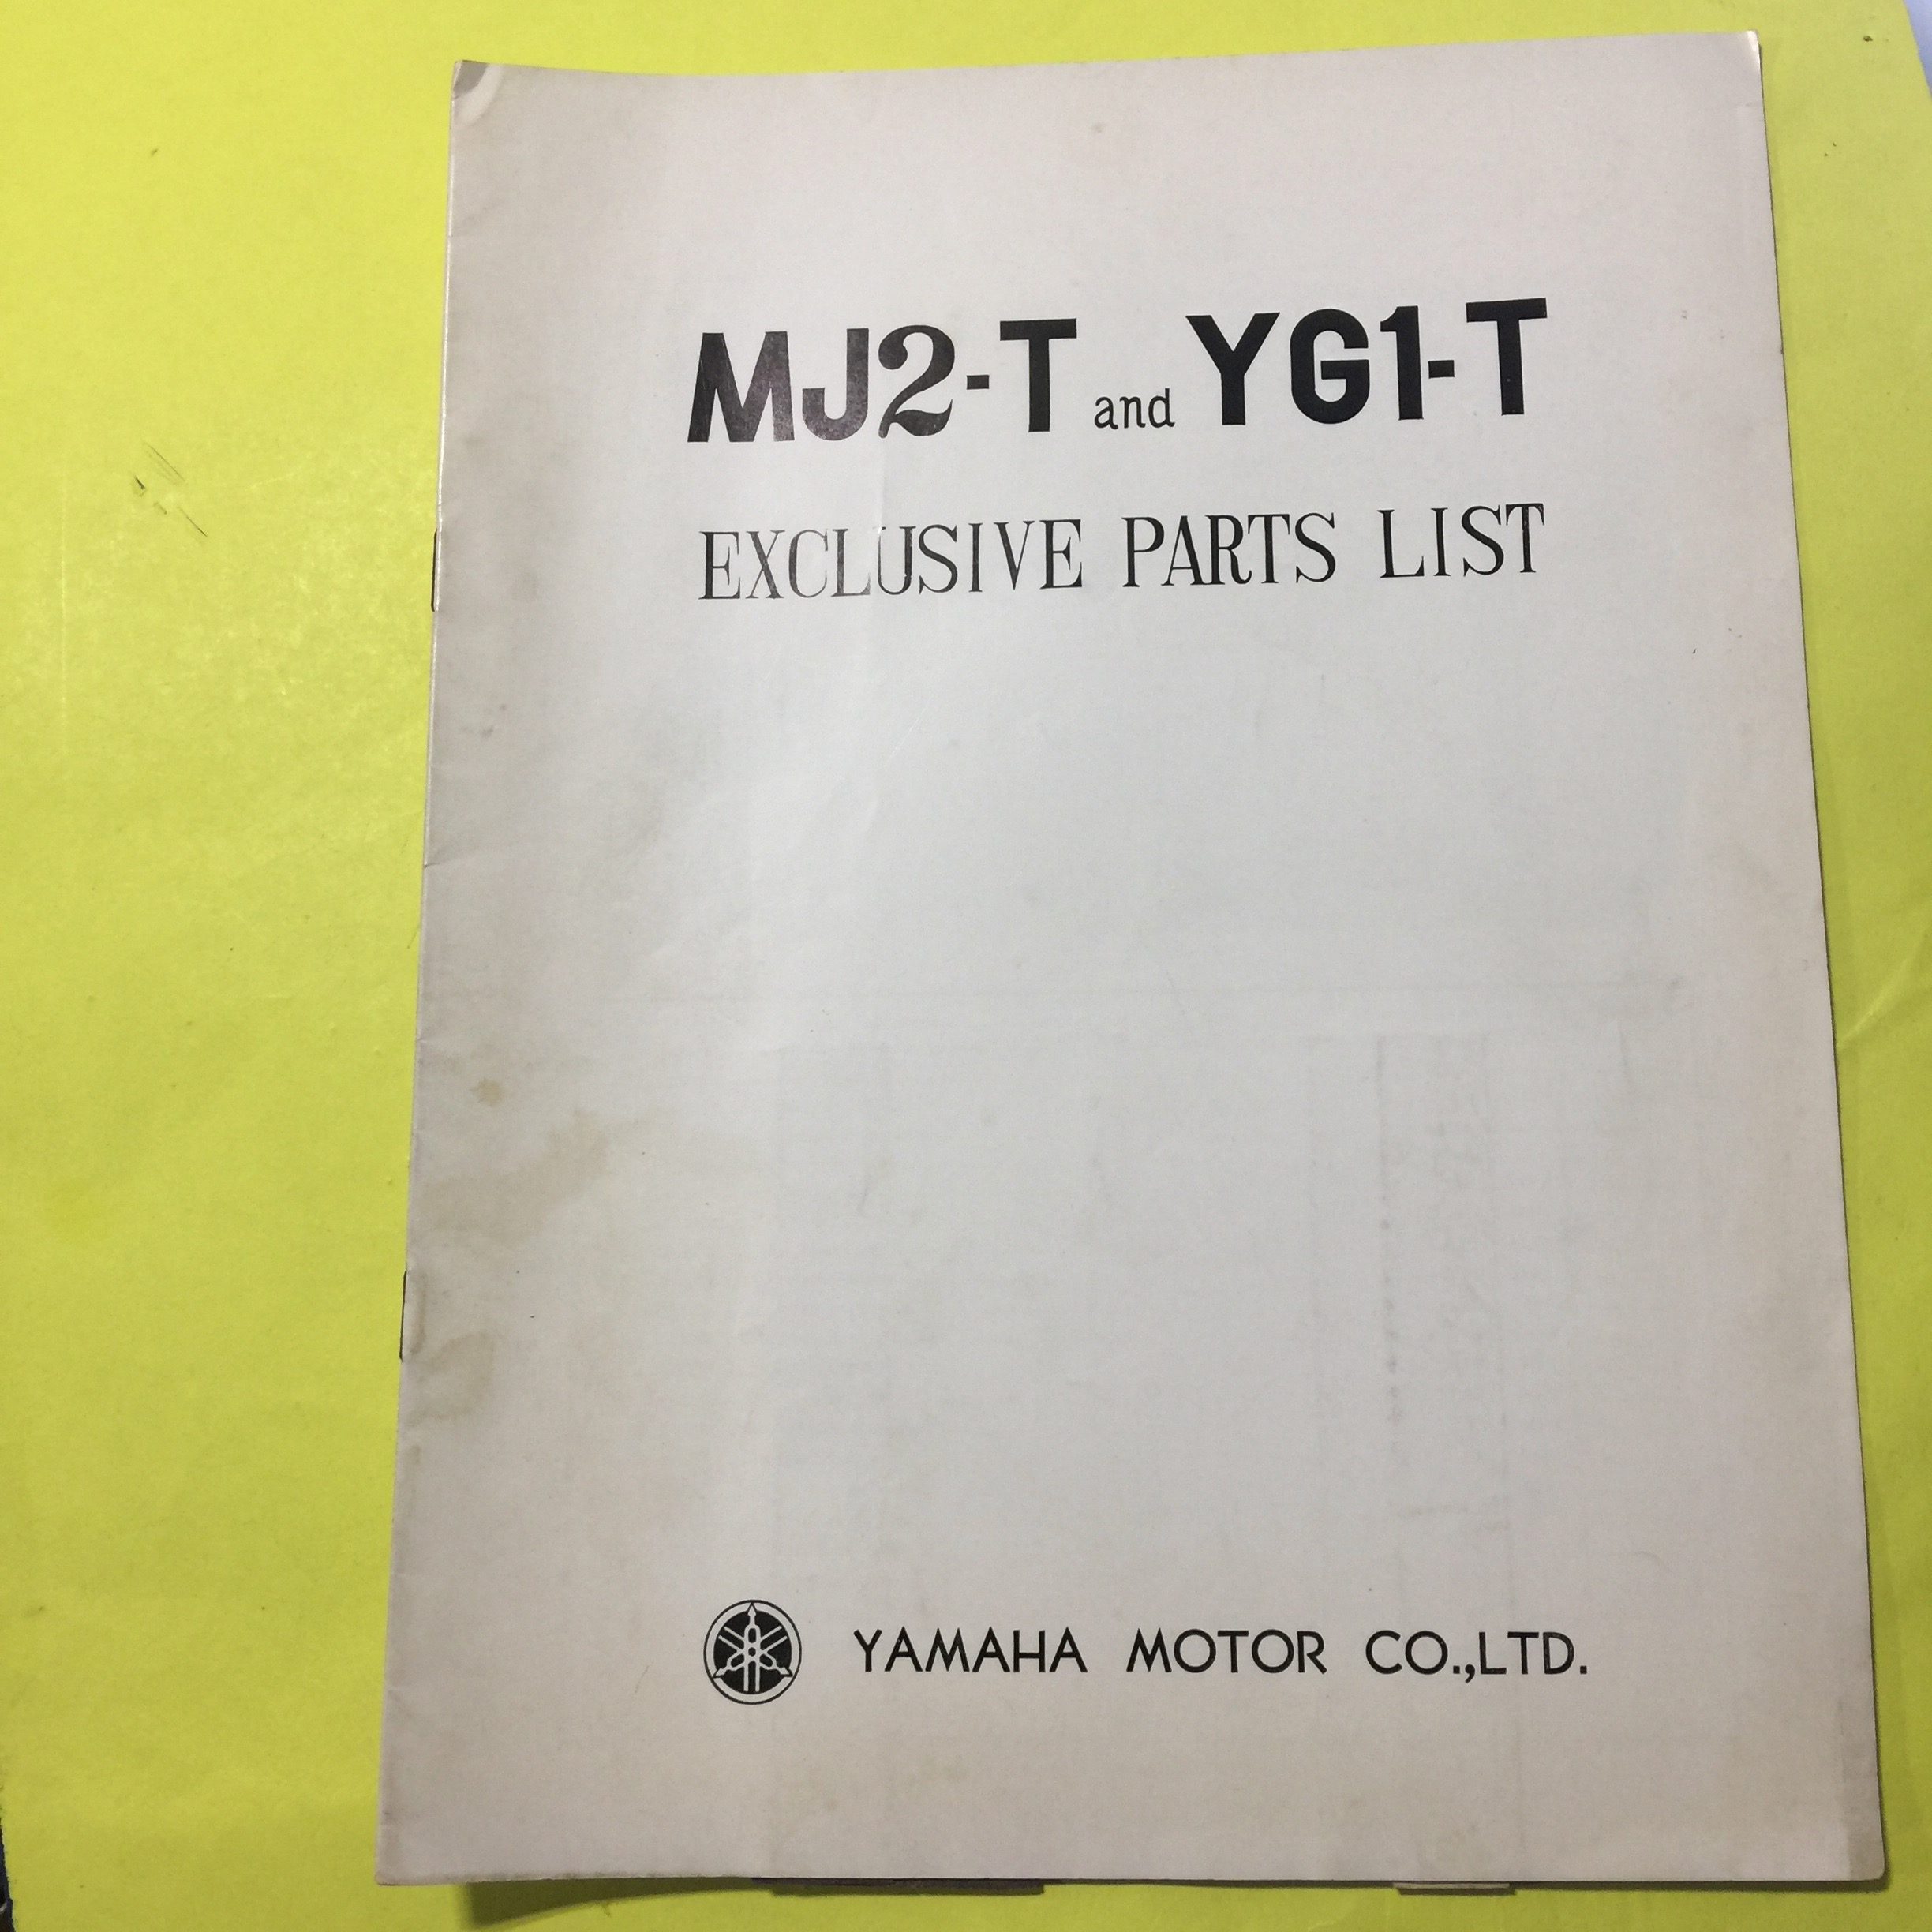 MJ2-T and YG1-T
EXCLUSIVE PARTS LIST
YAMAHA MOTOR CO.,LTD.